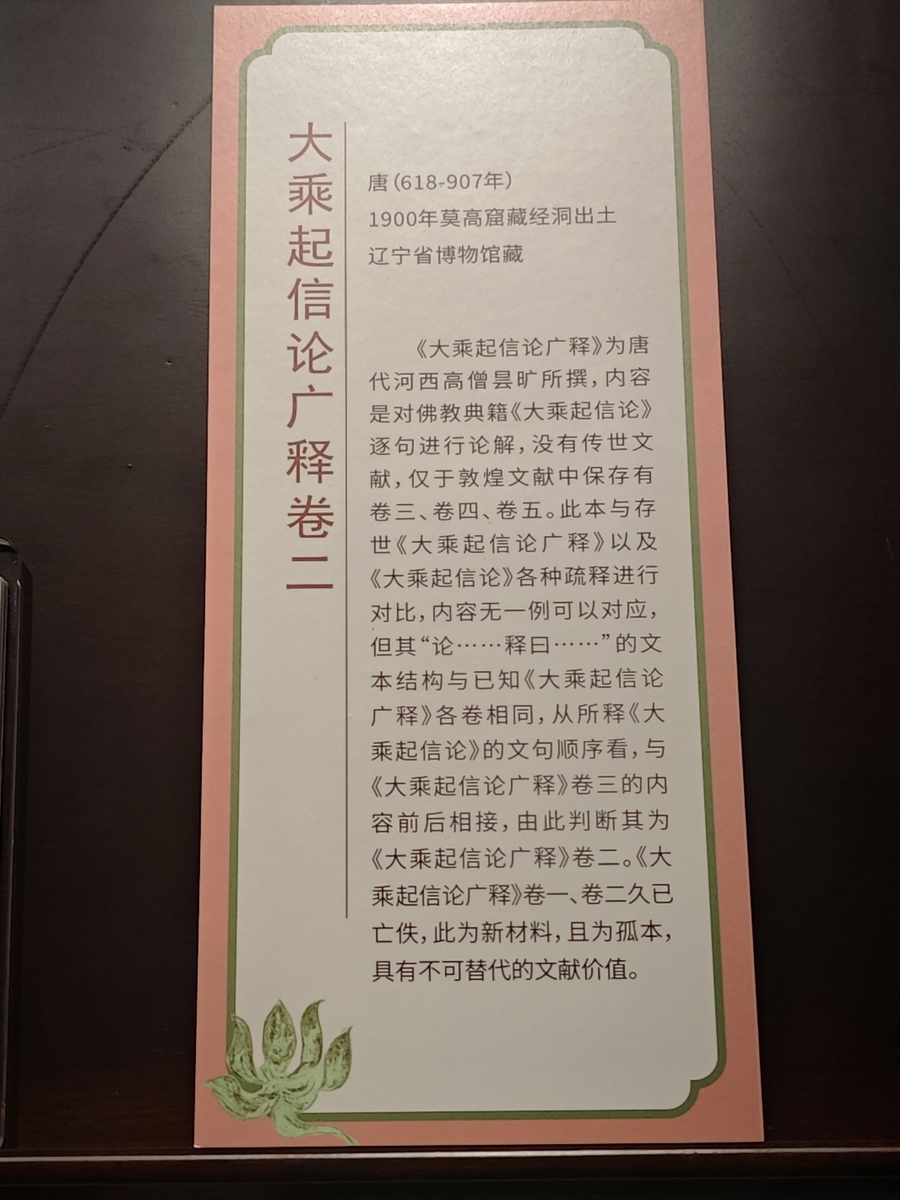 大乘起信论广释卷二
唐（618-907年）
1900年莫高窟藏经洞出土
辽宁省博物馆藏
《大乘起信论广释》为唐
代河西高僧昙旷所撰，内容
是对佛教典籍《大乘起信论》
逐句进行论解，没有传世文
献，仅于敦煌文献中保存有
卷三、卷四、卷五。此本与存
世《大乘起信论广释》以及
《大乘起信论》各种疏释进行
对比，内容无一例可以对应，
但其“论……释曰……”的文
本结构与已知《大乘起信论
广释》各卷相同，从所释《大
乘起信论》的文句顺序看，与
《大乘起信论广释》卷三的内
容前后相接，由此判断其为
《大乘起信论广释》卷二。《大
乘起信论广释》卷一、卷二久已
亡佚，此为新材料，且为孤本，
具有不可替代的文献价值。